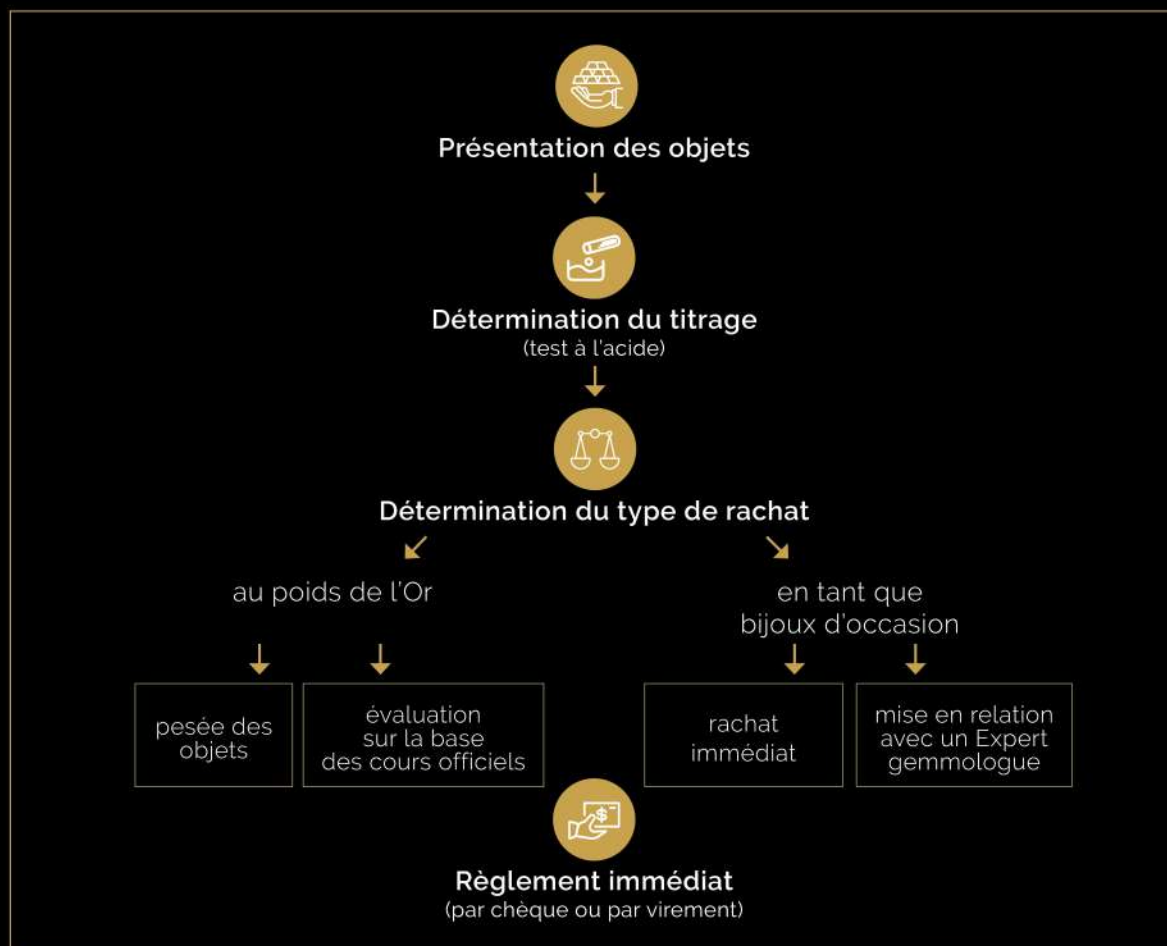 Présentation des objets
Détermination du titrage
(test à l'acide)
Détermination du type de rachat
au poids de l'Or
en tant que
bijoux d'occasion
pesée des
objets
évaluation
sur la base
des cours officiels
rachat
immédiat
mise en relation
avec un Expert
gemmologue
$
Règlement immédiat
(par chèque ou par virement)